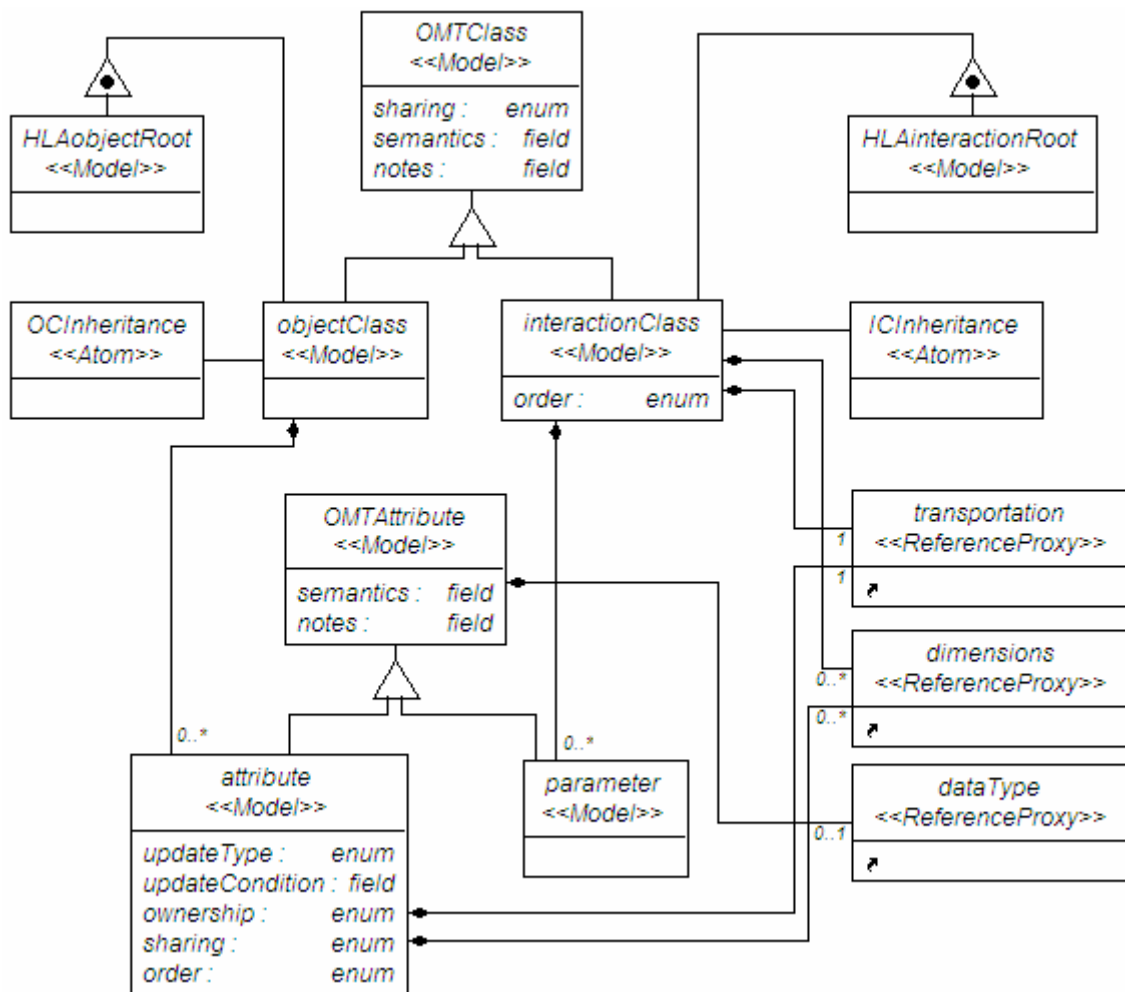 OMTClass
<<Model>>
sharing : enum
semantics : field
notes : field
HLAobjectRoot
<<Model>>
HLAinteractionRoot
<<Model>>
OCInheritance
<<Atom>>
objectClass
<<Model>>
interactionClass
<<Model>>
order : enum
ICInheritance
<<Atom>>
OMTAttribute
<<Model>>
semantics : field
notes : field
transportation
<<ReferenceProxy>>
1
1
dimensions
<<ReferenceProxy>>
0..*
0..*
dataType
<<ReferenceProxy>>
0..1
0..*
attribute
<<Model>>
updateType : enum
updateCondition : field
ownership : enum
sharing : enum
order : enum
0..*
parameter
<<Model>>